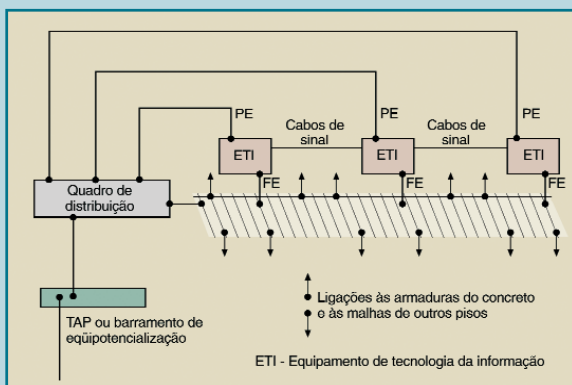 PE
PE
PE
Cabos de
sinal
Cabos de
sinal
ETI
ETI
ETI
FE
FE
FE
Quadro de
distribuição
TAP ou barramento de
eqüipotencialização
Ligações às armaduras do concreto
e às malhas de outros pisos
ETI - Equipamento de tecnologia da informação